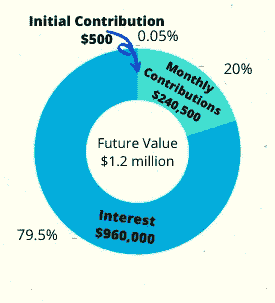 Initial Contribution
$500
0.05%
20%
Monthly
Contributions
$240,500
Future Value
$1.2 million
Interest
$960,000
79.5%